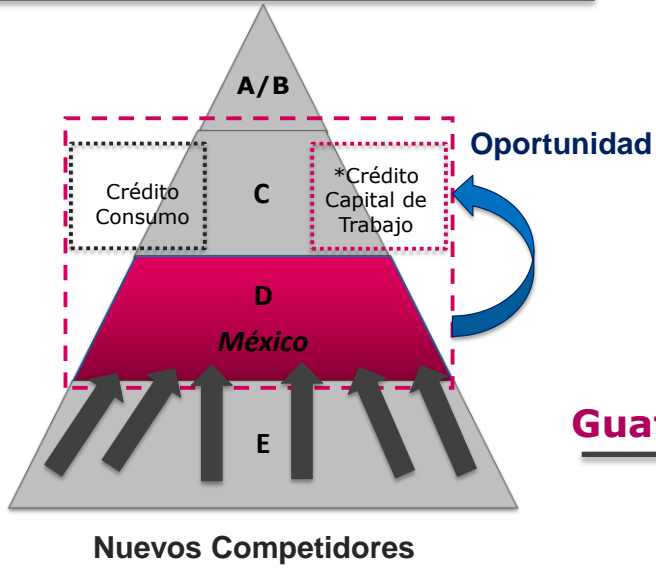 A/B
Oportunidad
Crédito
Consumo
C
*Crédito
Capital de
Trabajo
D
México
E
Nuevos Competidores